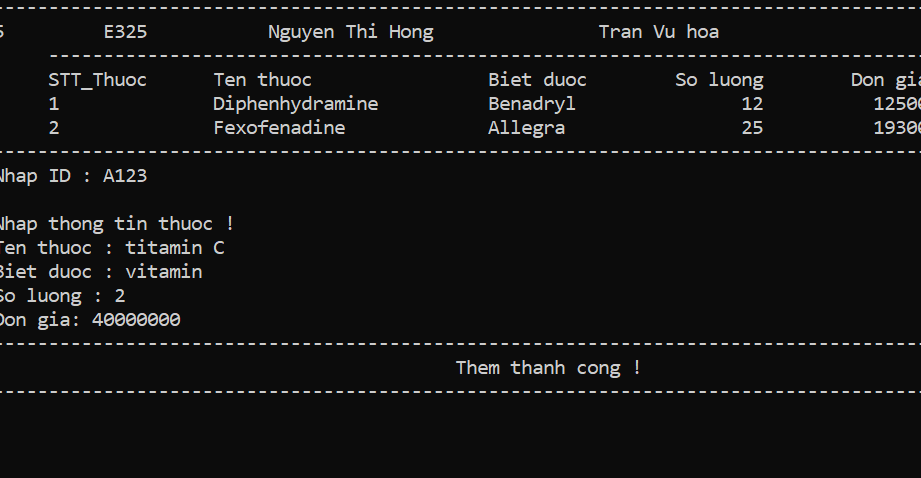 5 E325 Nguyen Thi Hong Tran Vu hoa
STT_Thuoc Ten thuoc Biet duoc So luong Don gia
1 Diphenhydramine Benadryl 12 12500
2 Fexofenadine Allegra 25 19300
Nhap ID : A123
Nhap thong tin thuoc !
Ten thuoc : titamin C
Biet duoc : vitamin
So luong : 2
Don gia: 40000000
Them thanh cong !